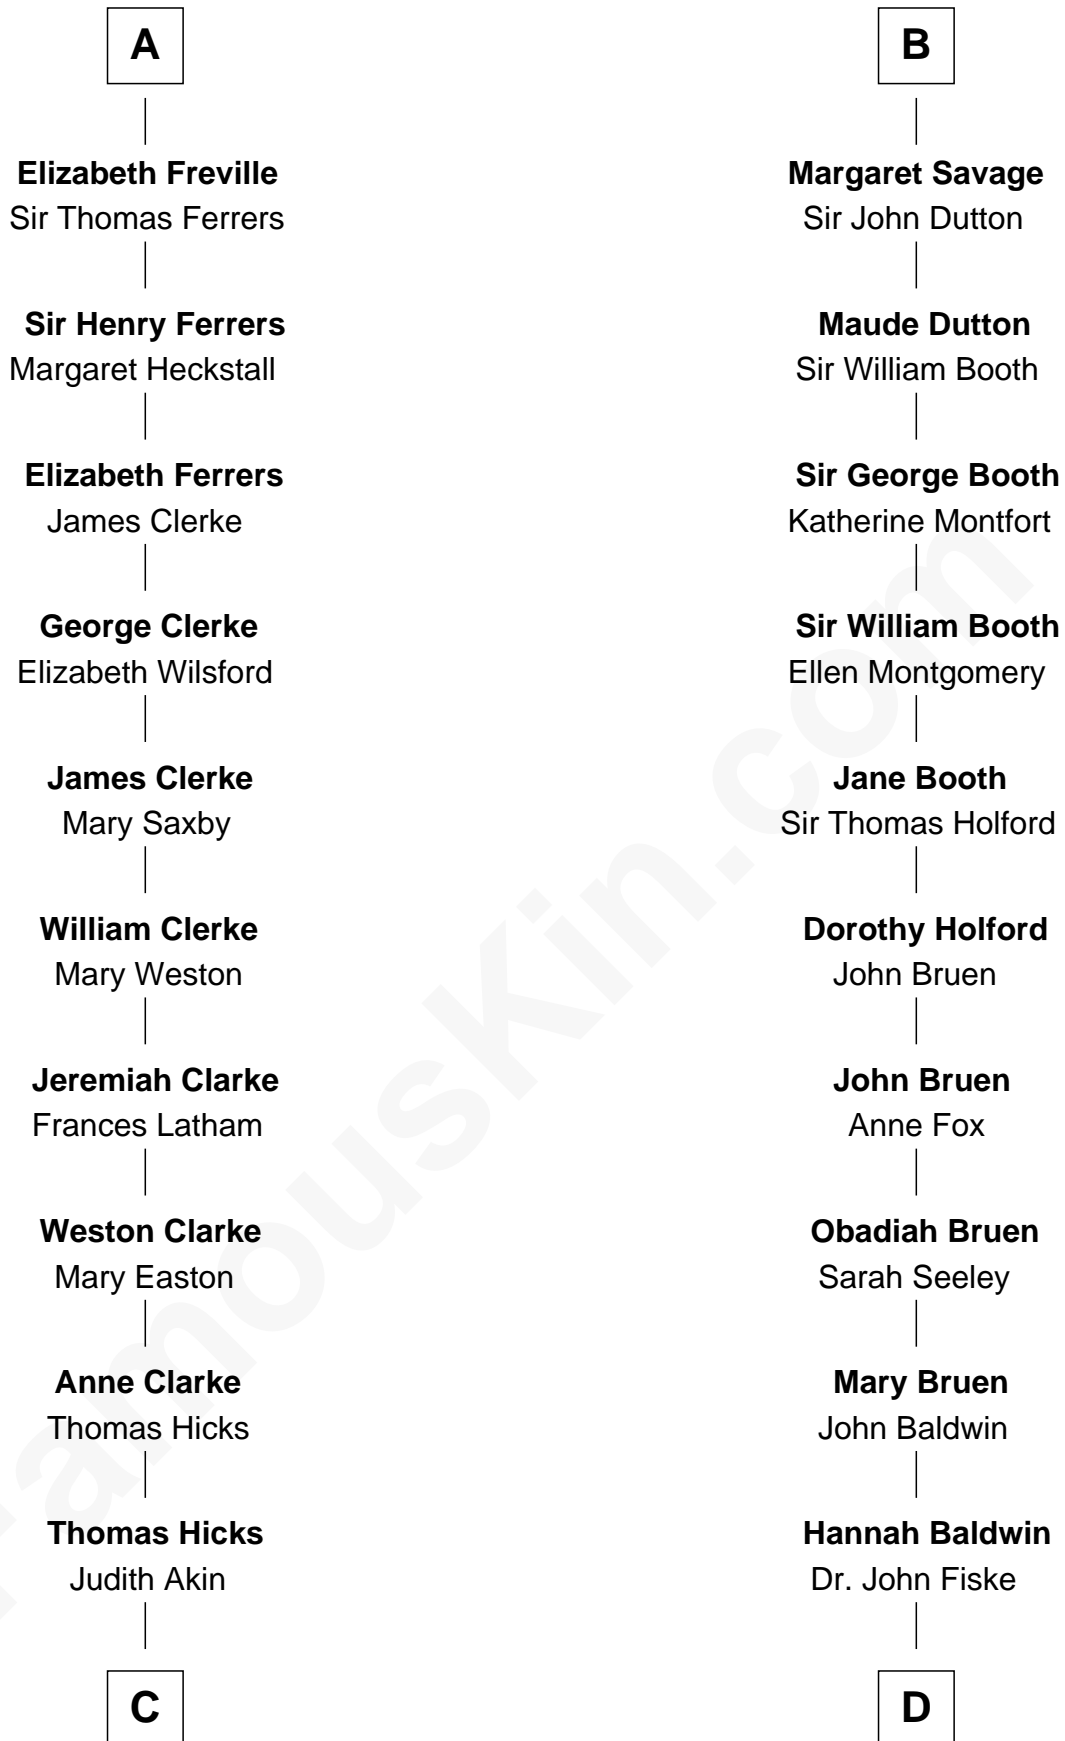 A
Elizabeth Freville
Sir Thomas Ferrers
Sir Henry Ferrers
Margaret Heckstall
Elizabeth Ferrers
James Clerke
George Clerke
Elizabeth Wilsford
James Clerke
Mary Saxby
William Clerke
Mary Weston
Jeremiah Clarke
Frances Latham
Weston Clarke
Mary Easton
Anne Clarke
Thomas Hicks
Thomas Hicks
Judith Akin
C
B
Margaret Savage
Sir John Dutton
Maude Dutton
Sir William Booth
Sir George Booth
Katherine Montfort
Sir William Booth
Ellen Montgomery
Jane Booth
Sir Thomas Holford
Dorothy Holford
John Bruen
John Bruen
Anne Fox
Obadiah Bruen
Sarah Seeley
Mary Bruen
John Baldwin
Hannah Baldwin
Dr. John Fiske
D
FamousKin.com